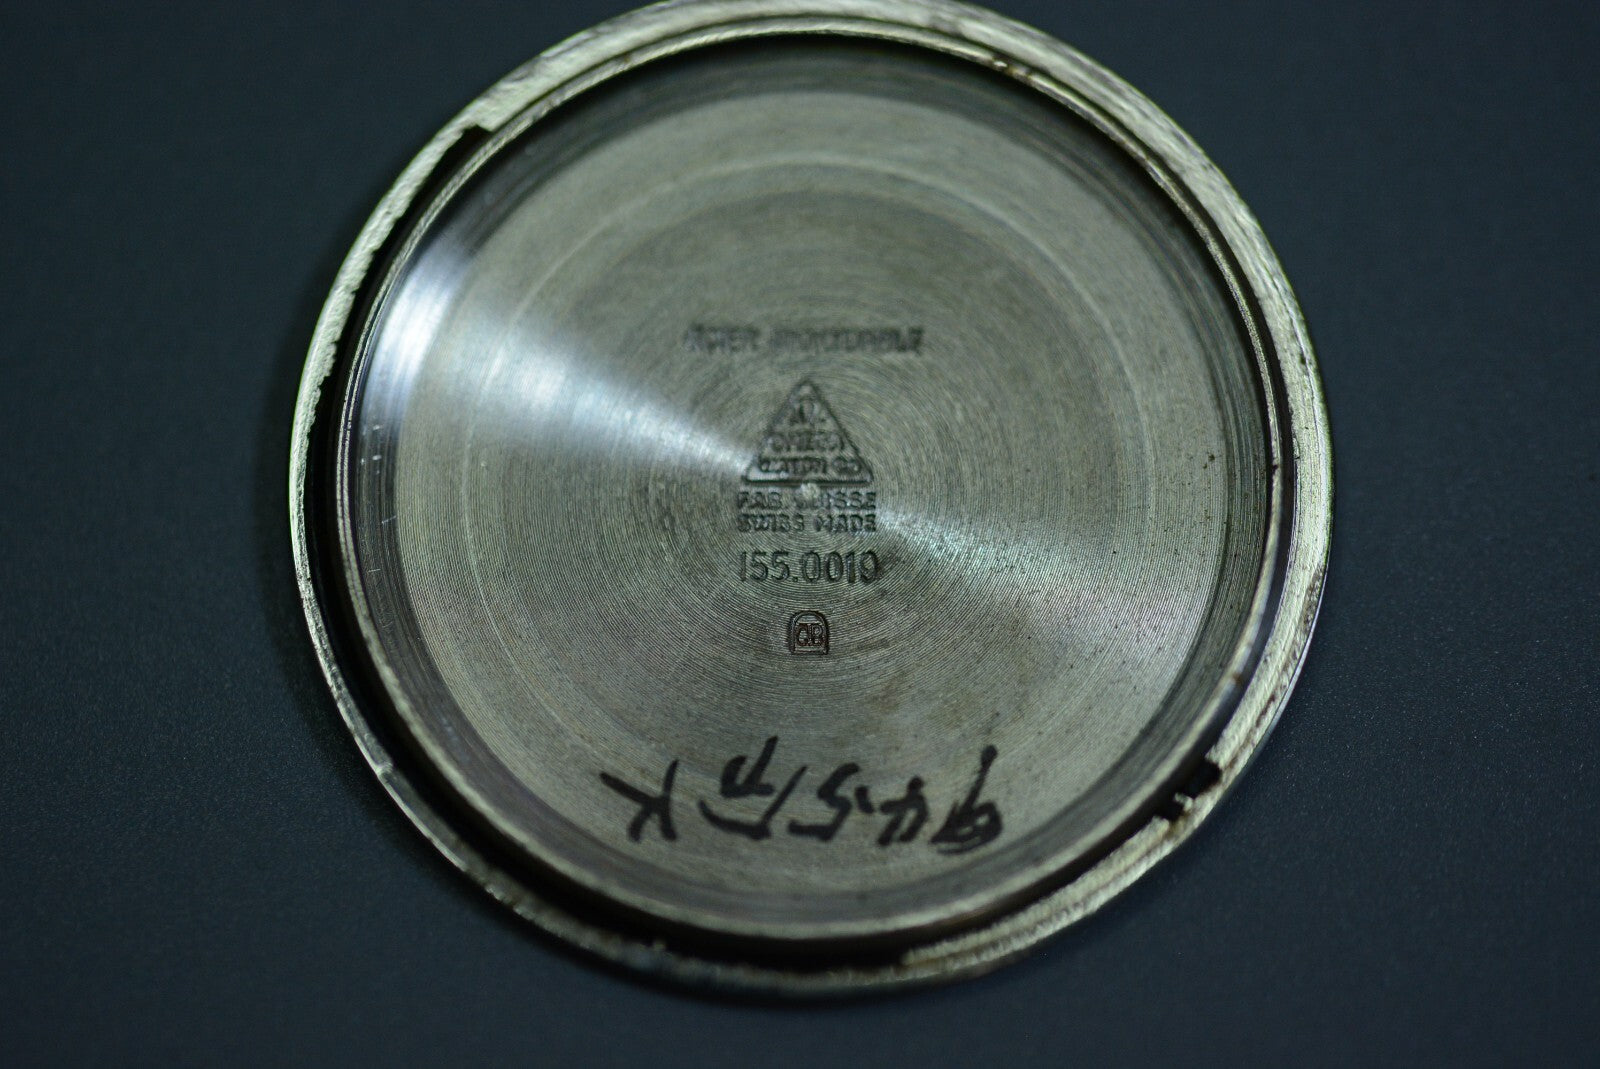 ACIER INOXYDABLE
Ω
OMEGA
WATCH CO
FAB. SUISSE
SWISS MADE
155.0010
C.B